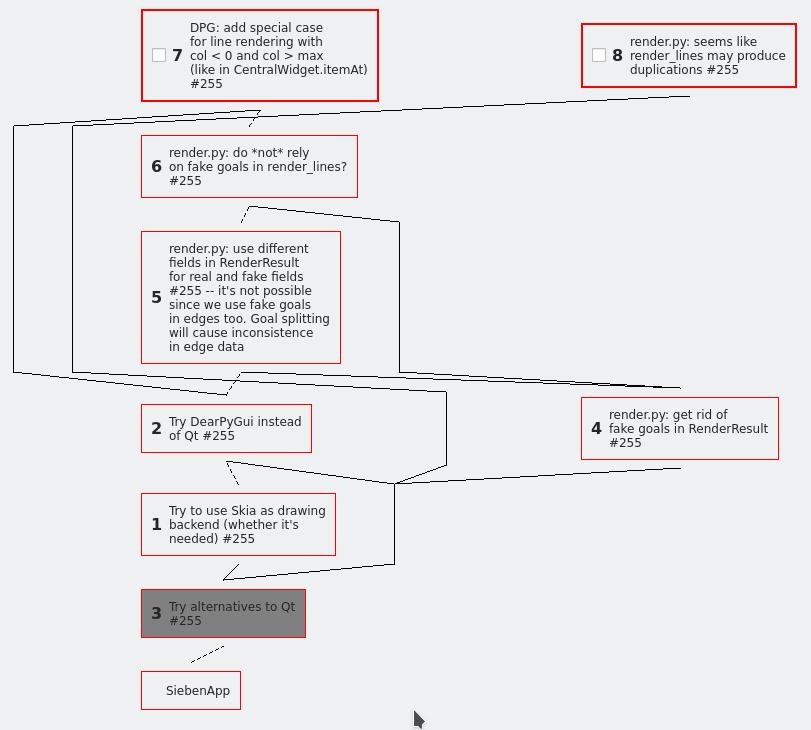 7
DPG: add special case
for line rendering with
col < 0 and col > max
(like in CentralWidget.itemAt)
#255
8
render.py: seems like
render_lines may produce
duplications #255
6
render.py: do *not* rely
on fake goals in render_lines?
#255
5
render.py: use different
fields in RenderResult
for real and fake fields
#255 -- it's not possible
since we use fake goals
in edges too. Goal splitting
will cause inconsistence
in edge data
2
Try DearPyGui instead
of Qt #255
4
render.py: get rid of
fake goals in RenderResult
#255
1
Try to use Skia as drawing
backend (whether it's
needed) #255
3
Try alternatives to Qt
#255
SiebenApp